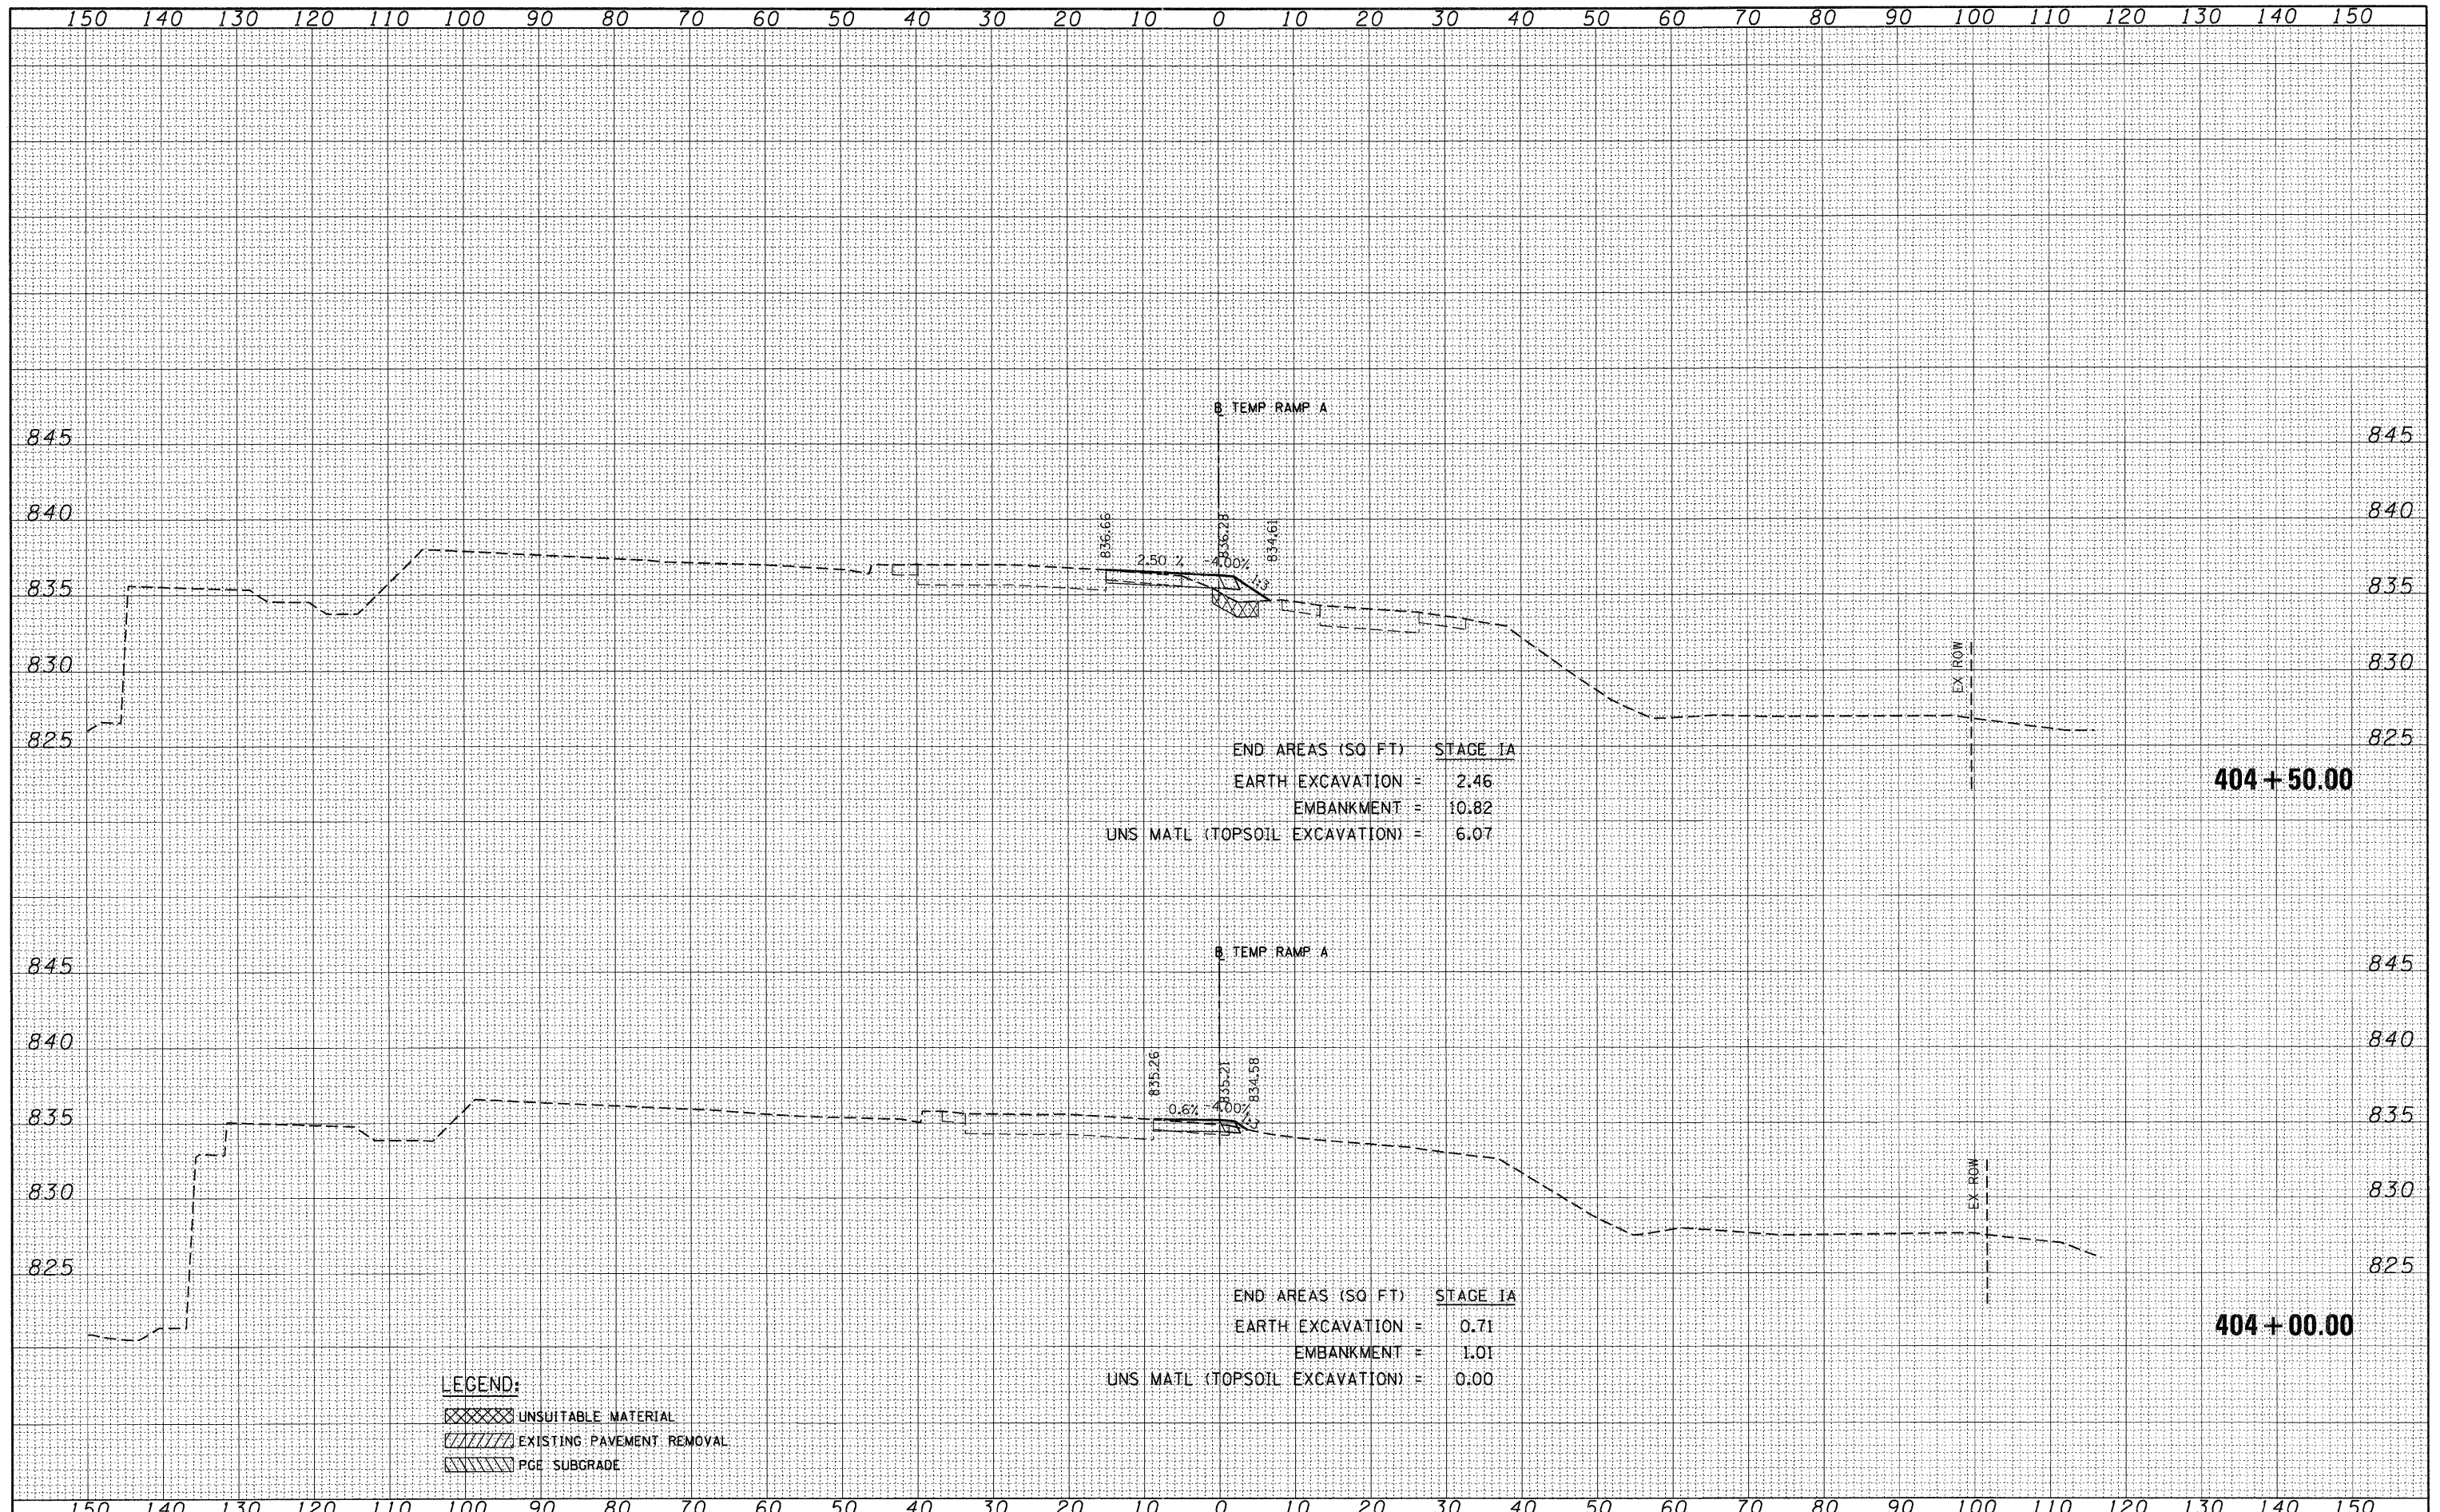 150 140 130 120 110 100 90 80 70 60 50 40 30 20 10 0 10 20 30 40 50 60 70 80 90 100 110 120 130 140 150
B TEMP RAMP A
845 845
840 840
836.66 836.28 834.61
2.50 % -4.00% 1:3
835 835
EX ROW
830 830
825 825
END AREAS (SQ FT) STAGE IA
EARTH EXCAVATION = 2.46
404+50.00
EMBANKMENT = 10.82
UNS MATL (TOPSOIL EXCAVATION) = 6.07
B TEMP RAMP A
845 845
840 840
835.26 835.21 834.58
0.6% -4.00% 1:3
835 835
EX ROW
830 830
825 825
END AREAS (SQ FT) STAGE IA
EARTH EXCAVATION = 0.71
404+00.00
EMBANKMENT = 1.01
UNS MATL (TOPSOIL EXCAVATION) = 0.00
LEGEND:
UNSUITABLE MATERIAL
EXISTING PAVEMENT REMOVAL
PGE SUBGRADE
150 140 130 120 110 100 90 80 70 60 50 40 30 20 10 0 10 20 30 40 50 60 70 80 90 100 110 120 130 140 150